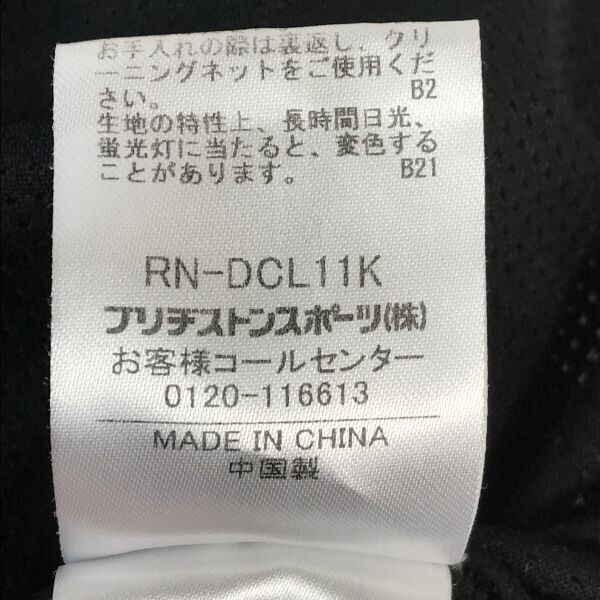 お手入れの際は裏返し、クリ
ーニングネットをご使用くだ
さい。 B2
生地の特性上、長時間日光、
蛍光灯に当たると、変色する
ことがあります。 B21
RN-DCL11K
ブリヂストンスポーツ(株)
お客様コールセンター
0120-116613
MADE IN CHINA
中国製